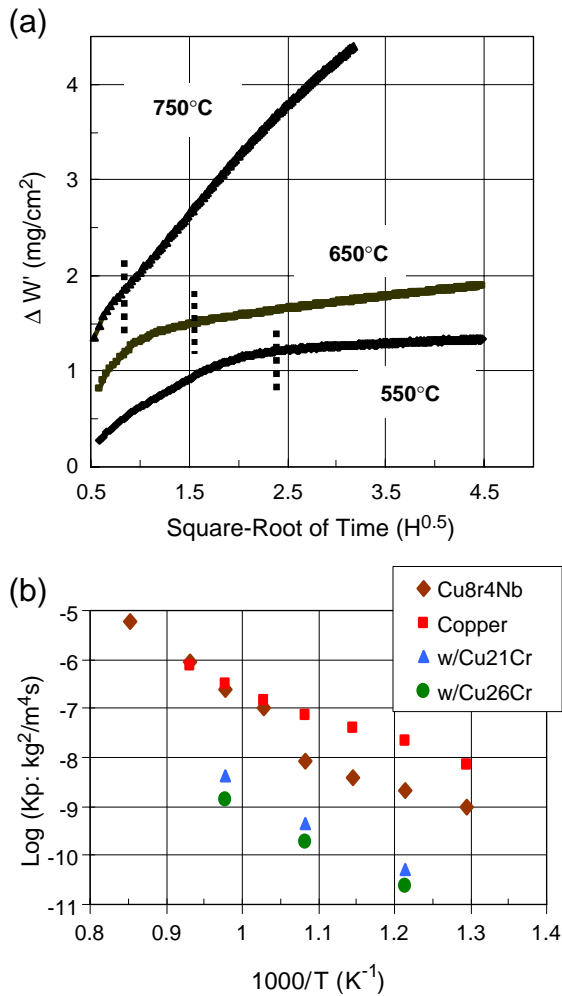 (a)
4
750°C
Δ W' (mg/cm²)
3
650°C
2
1
550°C
0
0.5 1.5 2.5 3.5 4.5
Square-Root of Time (H^0.5)
(b)
Cu8r4Nb
Copper
w/Cu21Cr
w/Cu26Cr
-5
-6
-7
-8
-9
-10
-11
Log (Kp: kg²/m⁴s)
0.8 0.9 1 1.1 1.2 1.3 1.4
1000/T (K⁻¹)